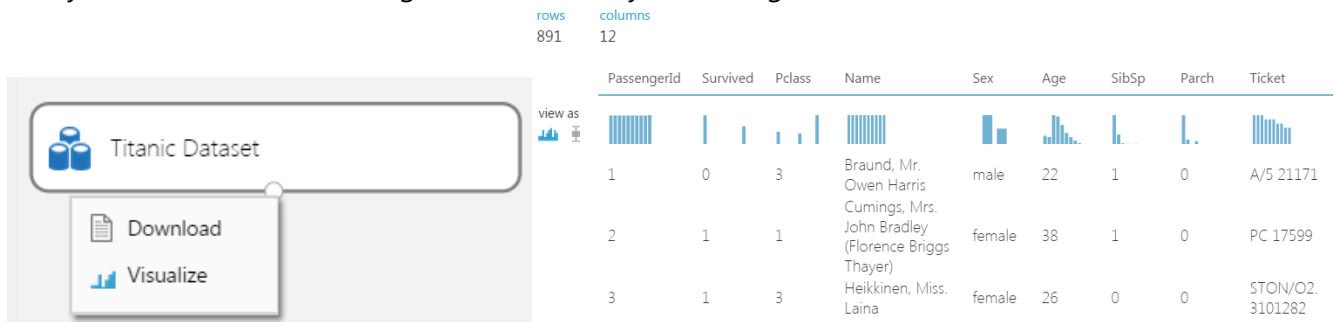 rows columns
891 12
PassengerId Survived Pclass Name Sex Age SibSp Parch Ticket
view as
Titanic Dataset
Download
Visualize
1 0 3 Braund, Mr. Owen Harris male 22 1 0 A/5 21171
2 1 1 Cumings, Mrs. John Bradley (Florence Briggs Thayer) female 38 1 0 PC 17599
3 1 3 Heikkinen, Miss. Laina female 26 0 0 STON/O2. 3101282